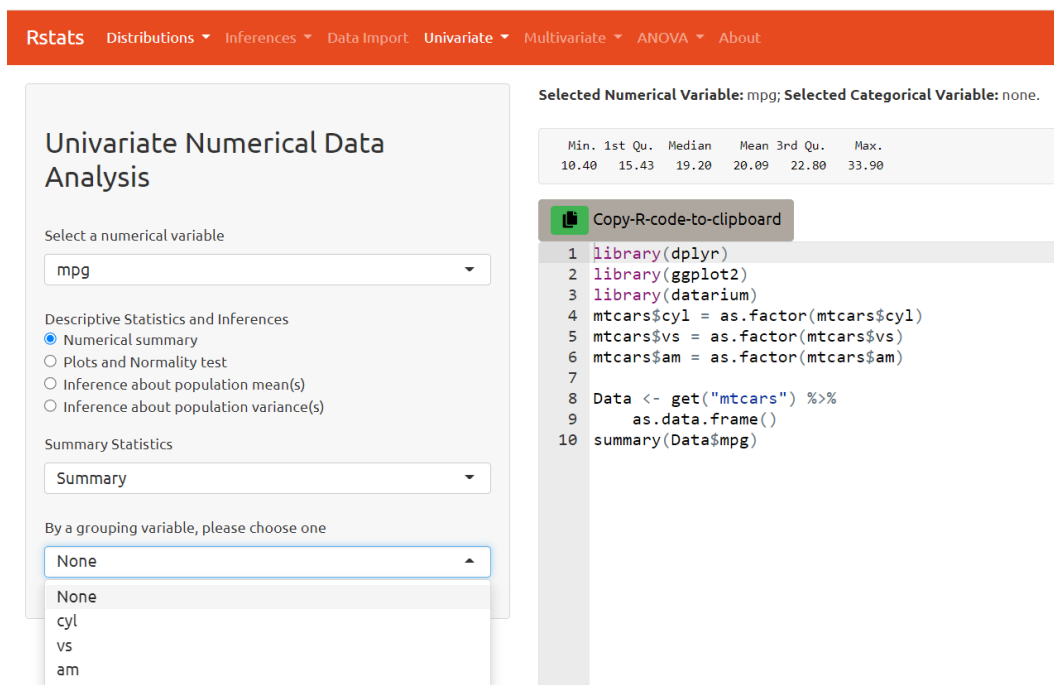 Rstats Distributions Inferences Data Import Univariate Multivariate ANOVA About
Univariate Numerical Data
Analysis
Select a numerical variable
mpg
Descriptive Statistics and Inferences
Numerical summary
Plots and Normality test
Inference about population mean(s)
Inference about population variance(s)
Summary Statistics
Summary
By a grouping variable, please choose one
None
None
cyl
vs
am
Selected Numerical Variable: mpg; Selected Categorical Variable: none.
Min. 1st Qu. Median Mean 3rd Qu. Max.
10.40 15.43 19.20 20.09 22.80 33.90
Copy-R-code-to-clipboard
1 library(dplyr)
2 library(ggplot2)
3 library(datarium)
4 mtcars$cyl = as.factor(mtcars$cyl)
5 mtcars$vs = as.factor(mtcars$vs)
6 mtcars$am = as.factor(mtcars$am)
7
8 Data <- get("mtcars") %>%
9 as.data.frame()
10 summary(Data$mpg)